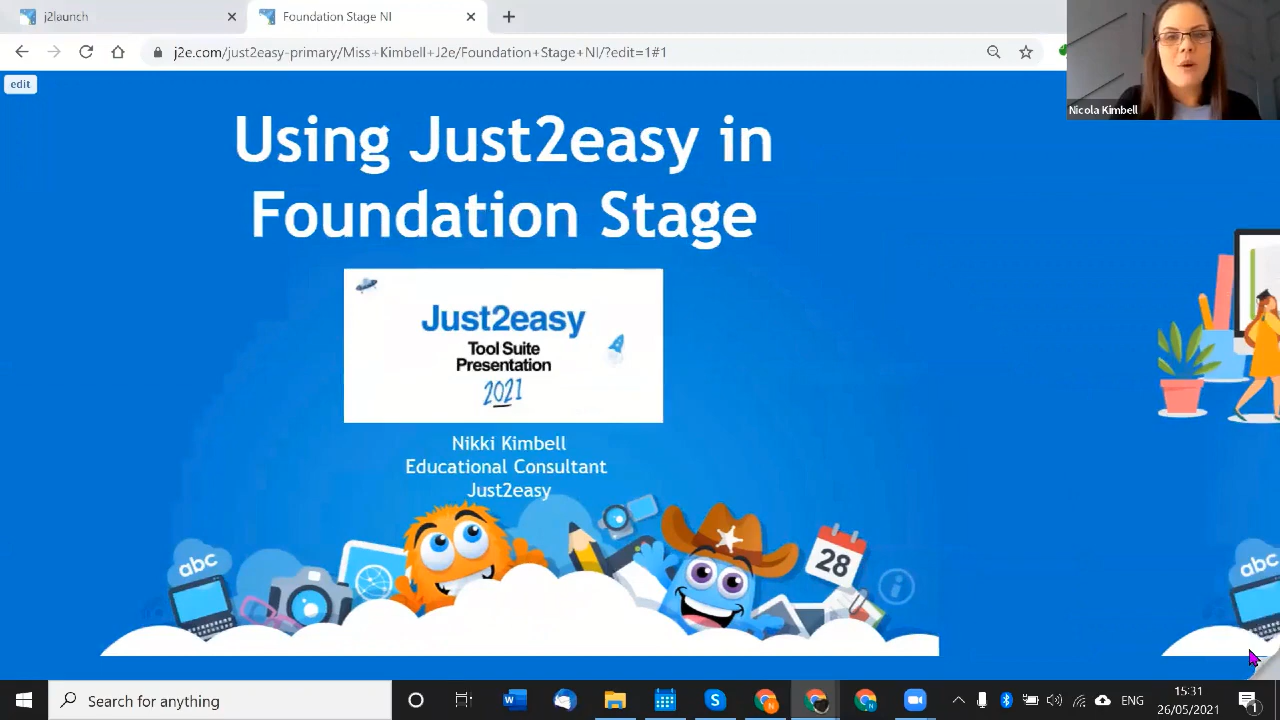 j2launch
Foundation Stage NI
j2e.com/just2easy-primary/Miss+Kimbell+J2e/Foundation+Stage+NI/?edit=1#1
edit
Nicola Kimbell
Using Just2easy in
Foundation Stage
Just2easy
Tool Suite
Presentation
2021
Nikki Kimbell
Educational Consultant
Just2easy
abc
28
abc
Search for anything
ENG
15:31
26/05/2021
1